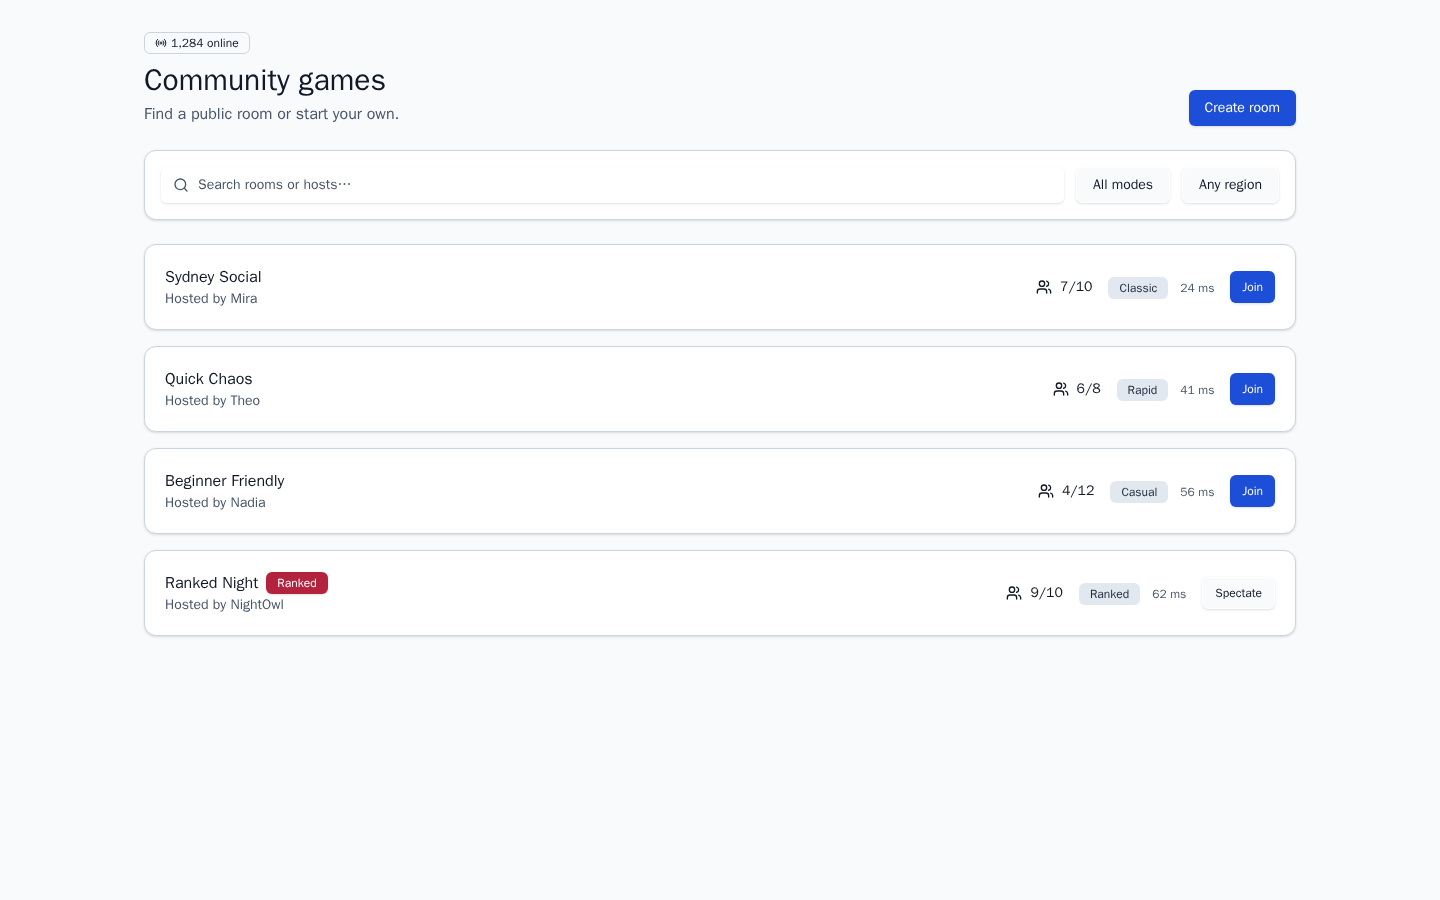 1,284 online
Community games
Find a public room or start your own.
Create room
Search rooms or hosts…
All modes
Any region
Sydney Social
Hosted by Mira
7/10
Classic
24 ms
Join
Quick Chaos
Hosted by Theo
6/8
Rapid
41 ms
Join
Beginner Friendly
Hosted by Nadia
4/12
Casual
56 ms
Join
Ranked Night
Ranked
Hosted by NightOwl
9/10
Ranked
62 ms
Spectate